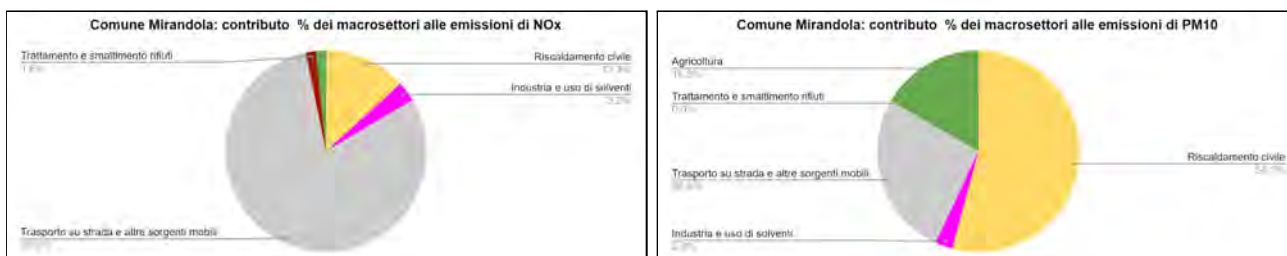 Comune Mirandola: contributo % dei macrosettori alle emissioni di NOx
Trattamento e smaltimento rifiuti
Riscaldamento civile
Industria e uso di solventi
Trasporto su strada e altre sorgenti mobili
Comune Mirandola: contributo % dei macrosettori alle emissioni di PM10
Agricoltura
Trattamento e smaltimento rifiuti
Riscaldamento civile
Trasporto su strada e altre sorgenti mobili
Industria e uso di solventi